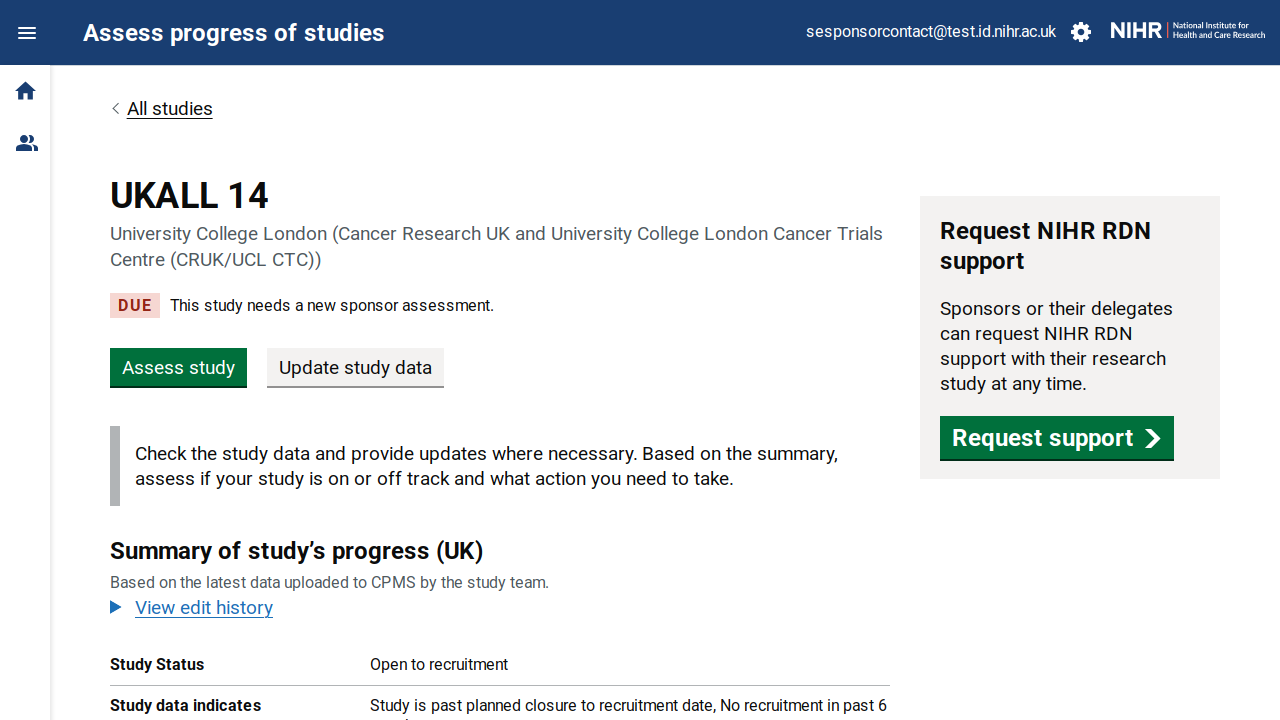 Assess progress of studies
sesponsorcontact@test.id.nihr.ac.uk
NIHR
National Institute for
Health and Care Research
All studies
UKALL 14
University College London (Cancer Research UK and University College London Cancer Trials
Centre (CRUK/UCL CTC))
DUE This study needs a new sponsor assessment.
Assess study
Update study data
Check the study data and provide updates where necessary. Based on the summary,
assess if your study is on or off track and what action you need to take.
Summary of study’s progress (UK)
Based on the latest data uploaded to CPMS by the study team.
View edit history
Study Status Open to recruitment
Study data indicates Study is past planned closure to recruitment date, No recruitment in past 6
Request NIHR RDN
support
Sponsors or their delegates
can request NIHR RDN
support with their research
study at any time.
Request support